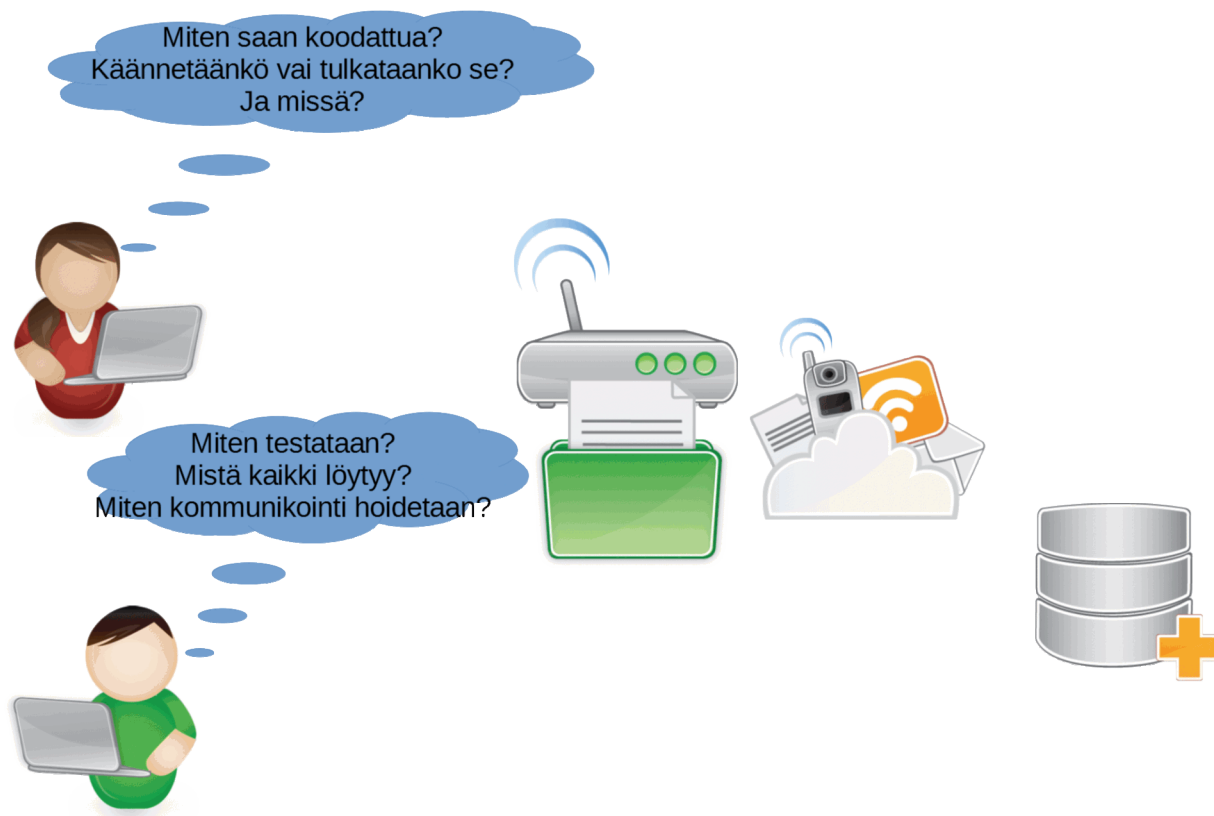 Miten saan koodattua?
Käännetäänkö vai tulkataanko se?
Ja missä?
Miten testataan?
Mistä kaikki löytyy?
Miten kommunikointi hoidetaan?